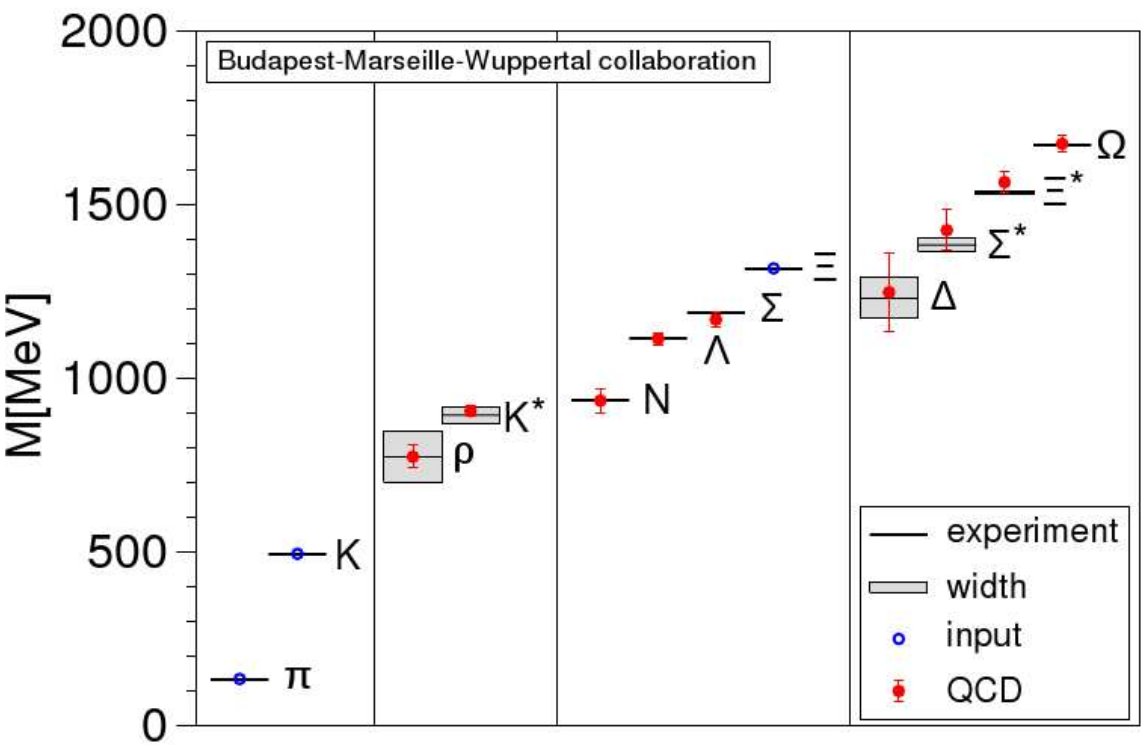 2000
Budapest-Marseille-Wuppertal collaboration
1500
1000
500
0
M[MeV]
π
K
ρ
K*
N
Λ
Σ
Ξ
Δ
Σ*
Ξ*
Ω
experiment
width
input
QCD